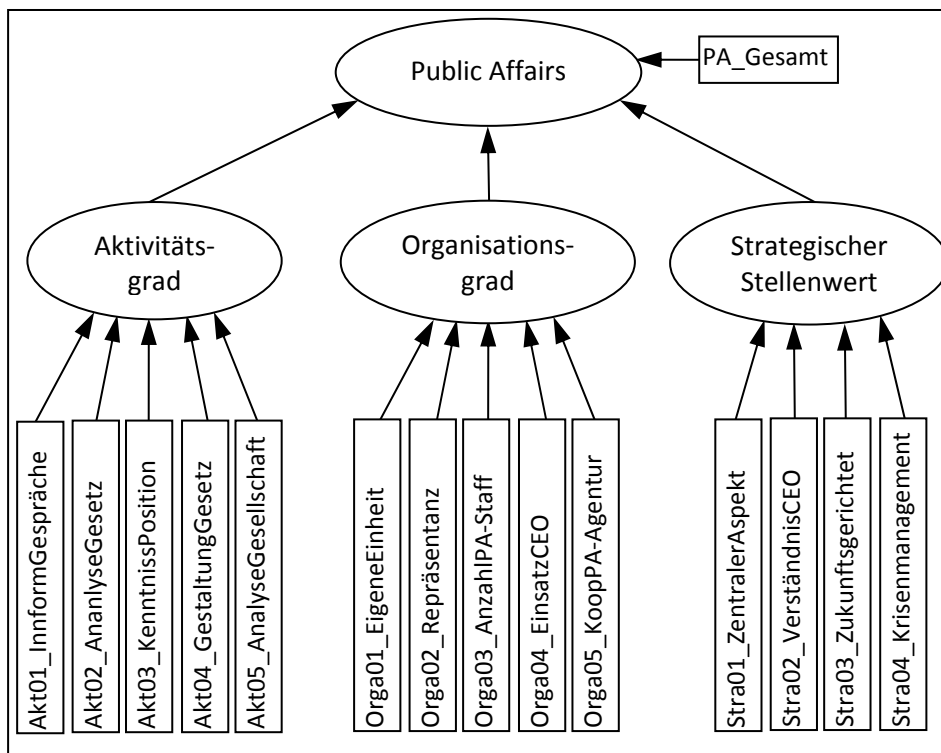 Public Affairs
PA_Gesamt
Aktivitäts-
grad
Organisations-
grad
Strategischer
Stellenwert
Akt01_InnformGespräche
Akt02_AnanlyseGesetz
Akt03_KenntnissPosition
Akt04_GestaltungGesetz
Akt05_AnalyseGesellschaft
Orga01_EigeneEinheit
Orga02_Repräsentanz
Orga03_AnzahlPA-Staff
Orga04_EinsatzCEO
Orga05_KoopPA-Agentur
Stra01_ZentralerAspekt
Stra02_VerständnisCEO
Stra03_Zukunftsgerichtet
Stra04_Krisenmanagement